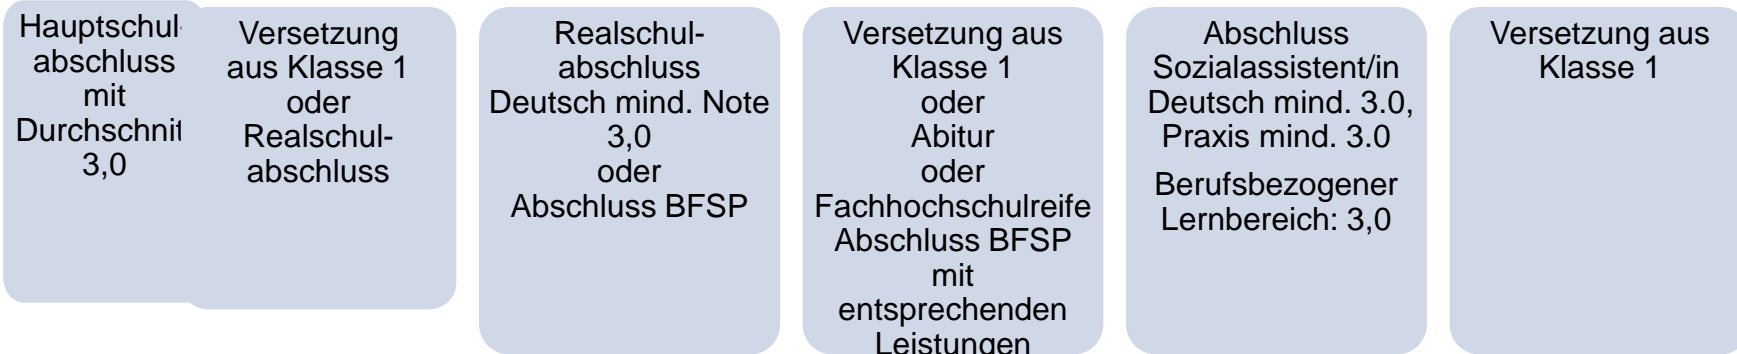 Hauptschul-
abschluss
mit
Durchschnit
3,0
Versetzung
aus Klasse 1
oder
Realschul-
abschluss
Realschul-
abschluss
Deutsch mind. Note
3,0
oder
Abschluss BFSP
Versetzung aus
Klasse 1
oder
Abitur
oder
Fachhochschulreife
Abschluss BFSP
mit
entsprechenden
Leistungen
Abschluss
Sozialassistent/in
Deutsch mind. 3.0,
Praxis mind. 3.0
Berufsbezogener
Lernbereich: 3,0
Versetzung aus
Klasse 1